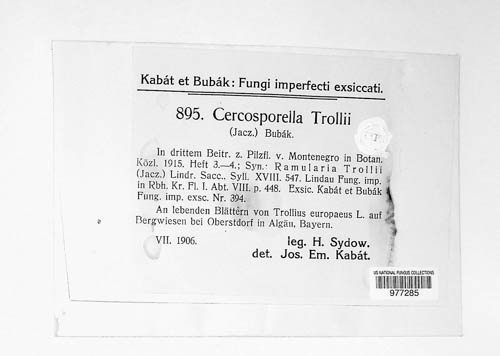 Kabát et Bubák: Fungi imperfecti exsiccati.
895. Cercosporella Trollii
(Jacz.) Bubák.
In drittem Beitr. z. Pilzfl. v. Montenegro in Botan.
Közl. 1915. Heft 3.—4.; Syn.: Ramularia Trollii
(Jacz.) Lindr. Sacc., Syll. XVIII. 547. Lindau Fung. imp.
in Rbh. Kr. Fl. I. Abt. VIII. p. 448. Exsic. Kabát et Bubák
Fung. imp. exsc. Nr. 394.
An lebenden Blättern von Trollius europaeus L. auf
Bergwiesen bei Oberstdorf in Algäu, Bayern.
VII. 1906.
leg. H. Sydow.
det. Jos. Em. Kabát.
US NATIONAL FUNGUS COLLECTIONS
977285